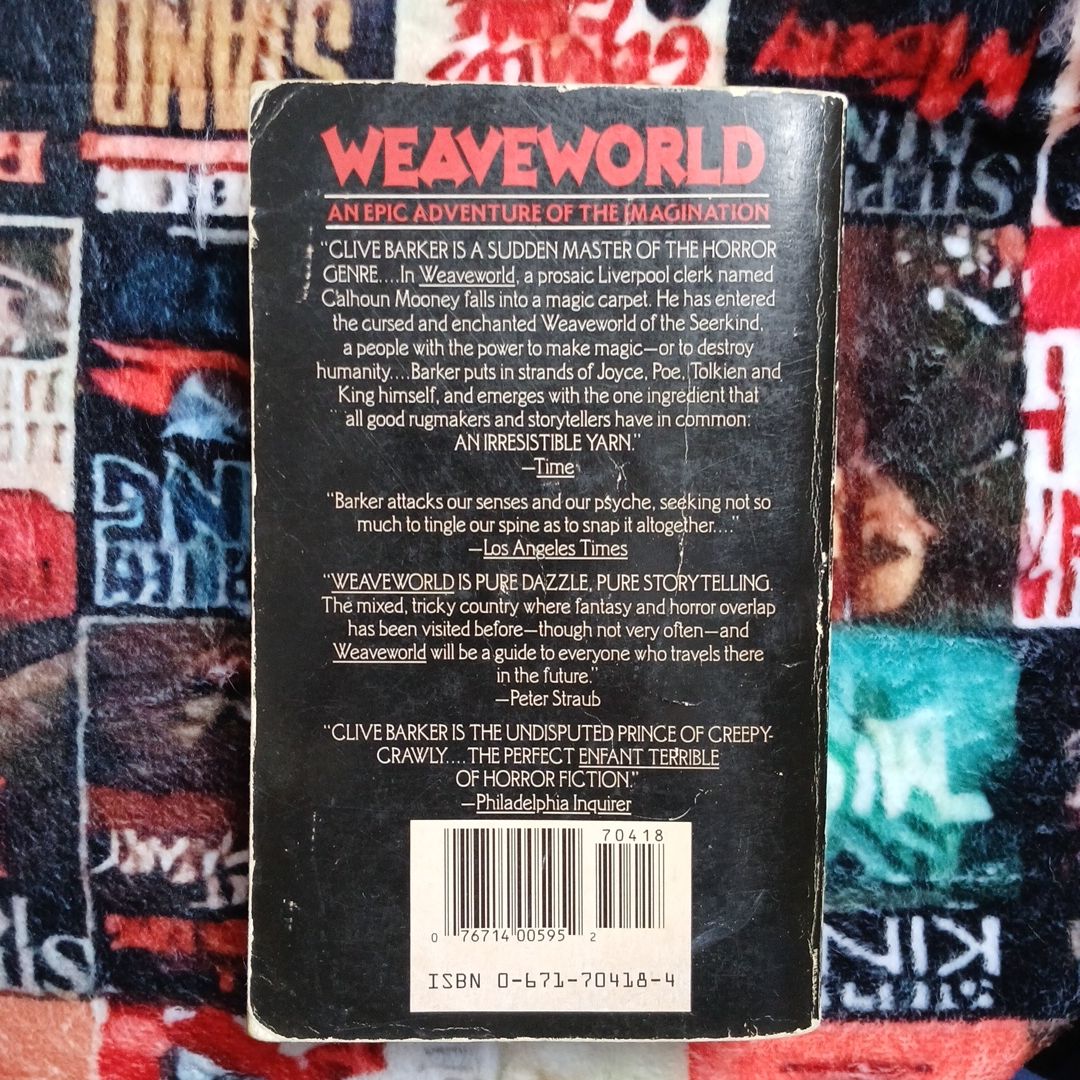 WEAVEWORLD
AN EPIC ADVENTURE OF THE IMAGINATION
“CLIVE BARKER IS A SUDDEN MASTER OF THE HORROR
GENRE....In Weaveworld, a prosaic Liverpool clerk named
Calhoun Mooney falls into a magic carpet. He has entered
the cursed and enchanted Weaveworld of the Seerkind,
a people with the power to make magic—or to destroy
humanity....Barker puts in strands of Joyce, Poe, Tolkien and
King himself, and emerges with the one ingredient that
all good rugmakers and storytellers have in common:
AN IRRESISTIBLE YARN.”
—Time
“Barker attacks our senses and our psyche, seeking not so
much to tingle our spine as to snap it altogether....”
—Los Angeles Times
“WEAVEWORLD IS PURE DAZZLE, PURE STORYTELLING.
The mixed, tricky country where fantasy and horror overlap
has been visited before—though not very often—and
Weaveworld will be a guide to everyone who travels there
in the future.”
—Peter Straub
“CLIVE BARKER IS THE UNDISPUTED PRINCE OF CREEPY-
CRAWLY....THE PERFECT ENFANT TERRIBLE
OF HORROR FICTION.”
—Philadelphia Inquirer
70418
0 76714 00595 2
ISBN 0-671-70418-4